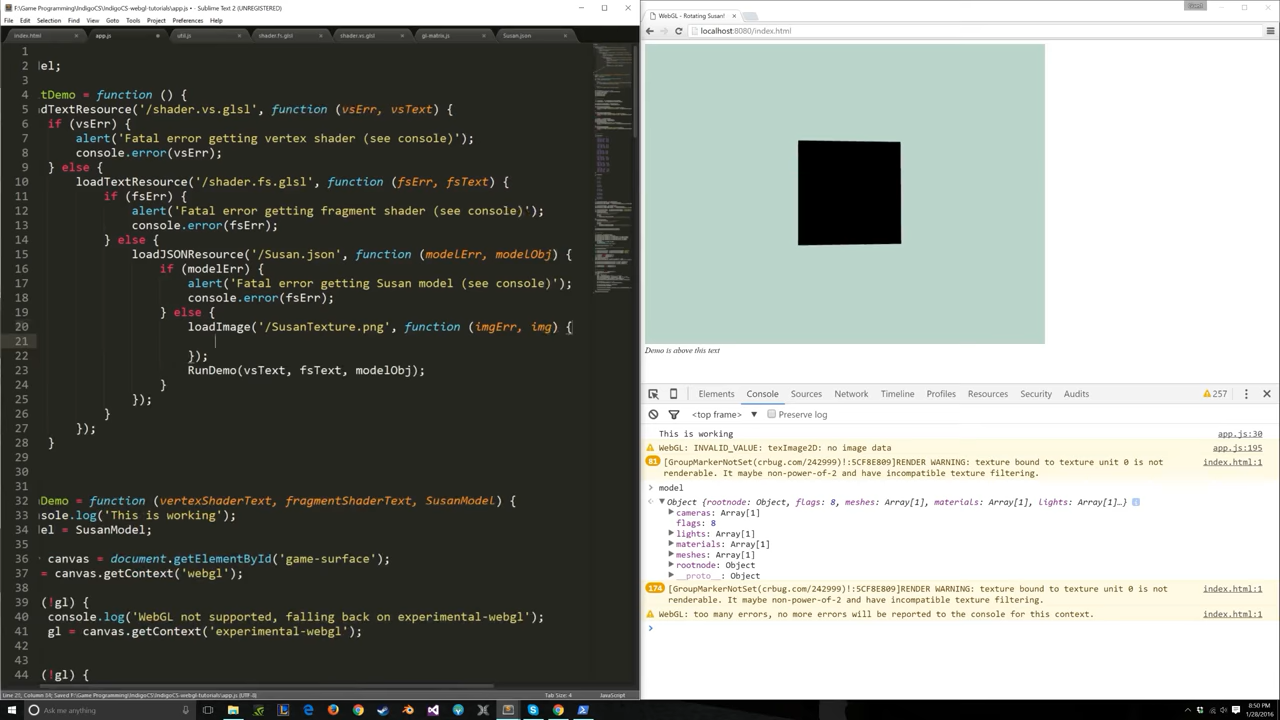 F:\Game Programming\IndigoCS\IndigoCS-webgl-tutorials\app.js • - Sublime Text 2 (UNREGISTERED)
File Edit Selection Find View Goto Tools Project Preferences Help
index.html app.js util.js shader.fs.glsl shader.vs.glsl gl-matrix.js Susan.json
1
2 el;
3
4 tDemo = function () {
5 dTextResource('/shader.vs.glsl', function (vsErr, vsText) {
6 if (vsErr) {
7 alert('Fatal error getting vertex shader (see console)');
8 console.error(vsErr);
9 } else {
10 loadTextResource('/shader.fs.glsl', function (fsErr, fsText) {
11 if (fsErr) {
12 alert('Fatal error getting fragment shader (see console)');
13 console.error(fsErr);
14 } else {
15 loadJSONResource('/Susan.json', function (modelErr, modelObj) {
16 if (modelErr) {
17 alert('Fatal error getting Susan model (see console)');
18 console.error(fsErr);
19 } else {
20 loadImage('/SusanTexture.png', function (imgErr, img) {
21
22 });
23 RunDemo(vsText, fsText, modelObj);
24 }
25 });
26 }
27 });
28 }
29
30
31
32 Demo = function (vertexShaderText, fragmentShaderText, SusanModel) {
33 sole.log('This is working');
34 el = SusanModel;
35
36 canvas = document.getElementById('game-surface');
37 = canvas.getContext('webgl');
38
39 (!gl) {
40 console.log('WebGL not supported, falling back on experimental-webgl');
41 gl = canvas.getContext('experimental-webgl');
42
43
44 (!gl) {
Line 21, Column 54; Saved F:\Game Programming\IndigoCS\IndigoCS-webgl-tutorials\app.js (UTF-8) Tab Size: 4 JavaScript
WebGL - Rotating Susan!
localhost:8080/index.html
Demo is above this text
Elements Console Sources Network Timeline Profiles Resources Security Audits 257
<top frame> Preserve log
This is working app.js:30
WebGL: INVALID_VALUE: texImage2D: no image data app.js:195
81 [GroupMarkerNotSet(crbug.com/242999)!:5CF8E809]RENDER WARNING: texture bound to texture unit 0 is not index.html:1
renderable. It maybe non-power-of-2 and have incompatible texture filtering.
model
Object {rootnode: Object, flags: 8, meshes: Array[1], materials: Array[1], lights: Array[1]…}
cameras: Array[1]
flags: 8
lights: Array[1]
materials: Array[1]
meshes: Array[1]
rootnode: Object
__proto__: Object
174 [GroupMarkerNotSet(crbug.com/242999)!:5CF8E809]RENDER WARNING: texture bound to texture unit 0 is not index.html:1
renderable. It maybe non-power-of-2 and have incompatible texture filtering.
WebGL: too many errors, no more errors will be reported to the console for this context. index.html:1
Ask me anything
8:50 PM
1/28/2016